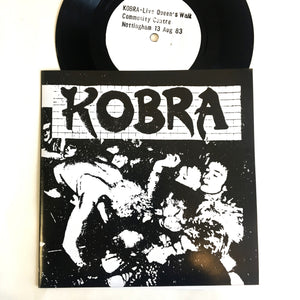 KOBRA-Live Queen's Walk
Community Centre
Nottingham 13 Aug 83
KOBRA